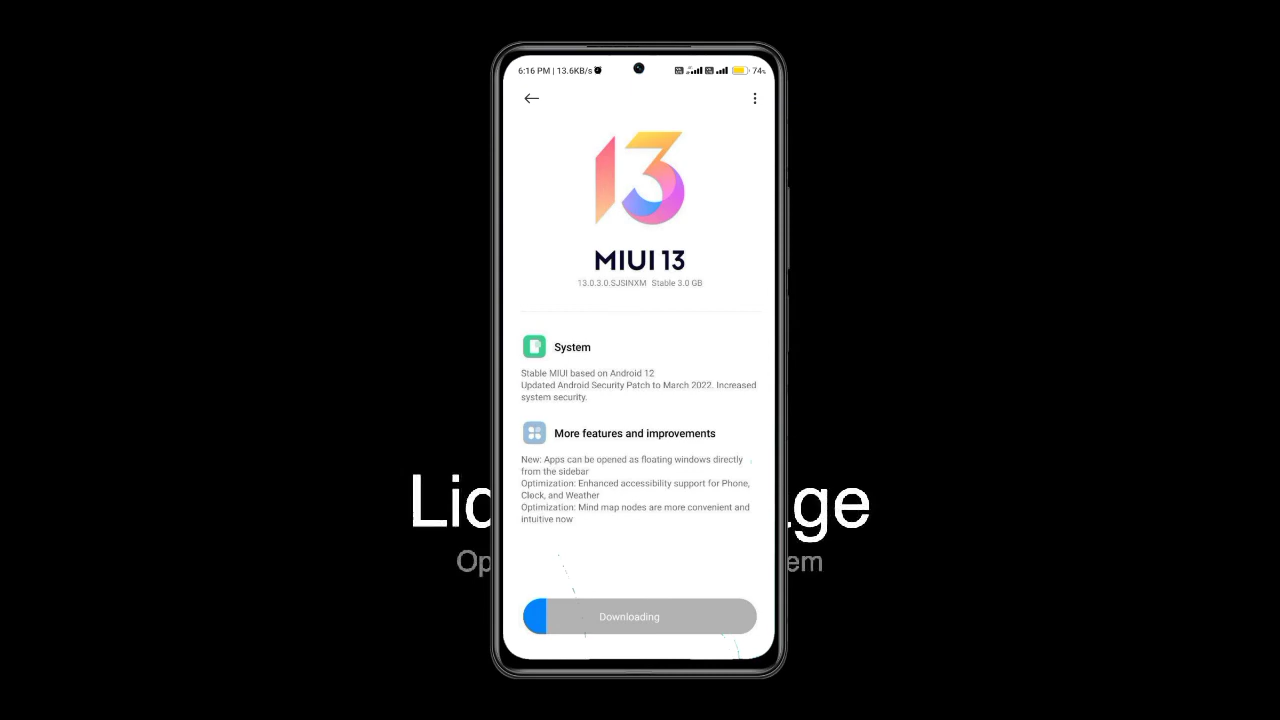 6:16 PM | 13.6KB/s
74%
13
MIUI 13
13.0.3.0.SJSINXM Stable 3.0 GB
System
Stable MIUI based on Android 12
Updated Android Security Patch to March 2022. Increased
system security.
More features and improvements
New: Apps can be opened as floating windows directly
from the sidebar
Optimization: Enhanced accessibility support for Phone,
Clock, and Weather
Optimization: Mind map nodes are more convenient and
intuitive now
Downloading